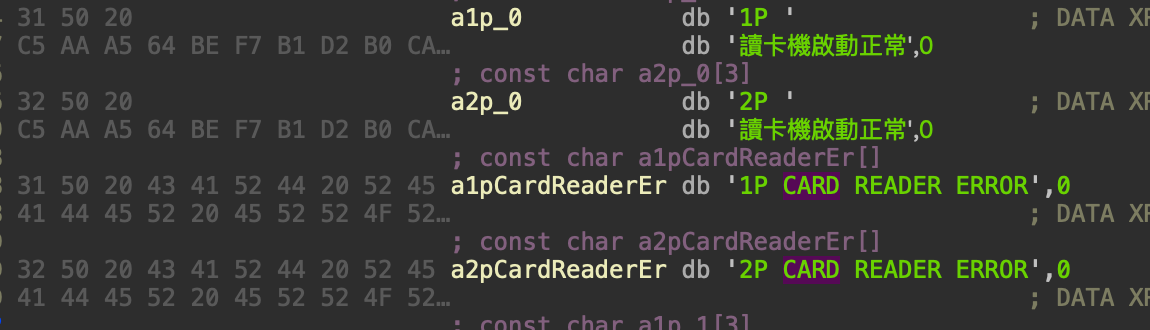 31 50 20 a1p_0 db '1P ' ; DATA XR
C5 AA A5 64 BE F7 B1 D2 B0 CA… db '讀卡機啟動正常',0
; const char a2p_0[3]
32 50 20 a2p_0 db '2P ' ; DATA XR
C5 AA A5 64 BE F7 B1 D2 B0 CA… db '讀卡機啟動正常',0
; const char a1pCardReaderEr[]
31 50 20 43 41 52 44 20 52 45 a1pCardReaderEr db '1P CARD READER ERROR',0
41 44 45 52 20 45 52 52 4F 52… ; DATA XR
; const char a2pCardReaderEr[]
32 50 20 43 41 52 44 20 52 45 a2pCardReaderEr db '2P CARD READER ERROR',0
41 44 45 52 20 45 52 52 4F 52… ; DATA XR
; const char a1p_1[3]